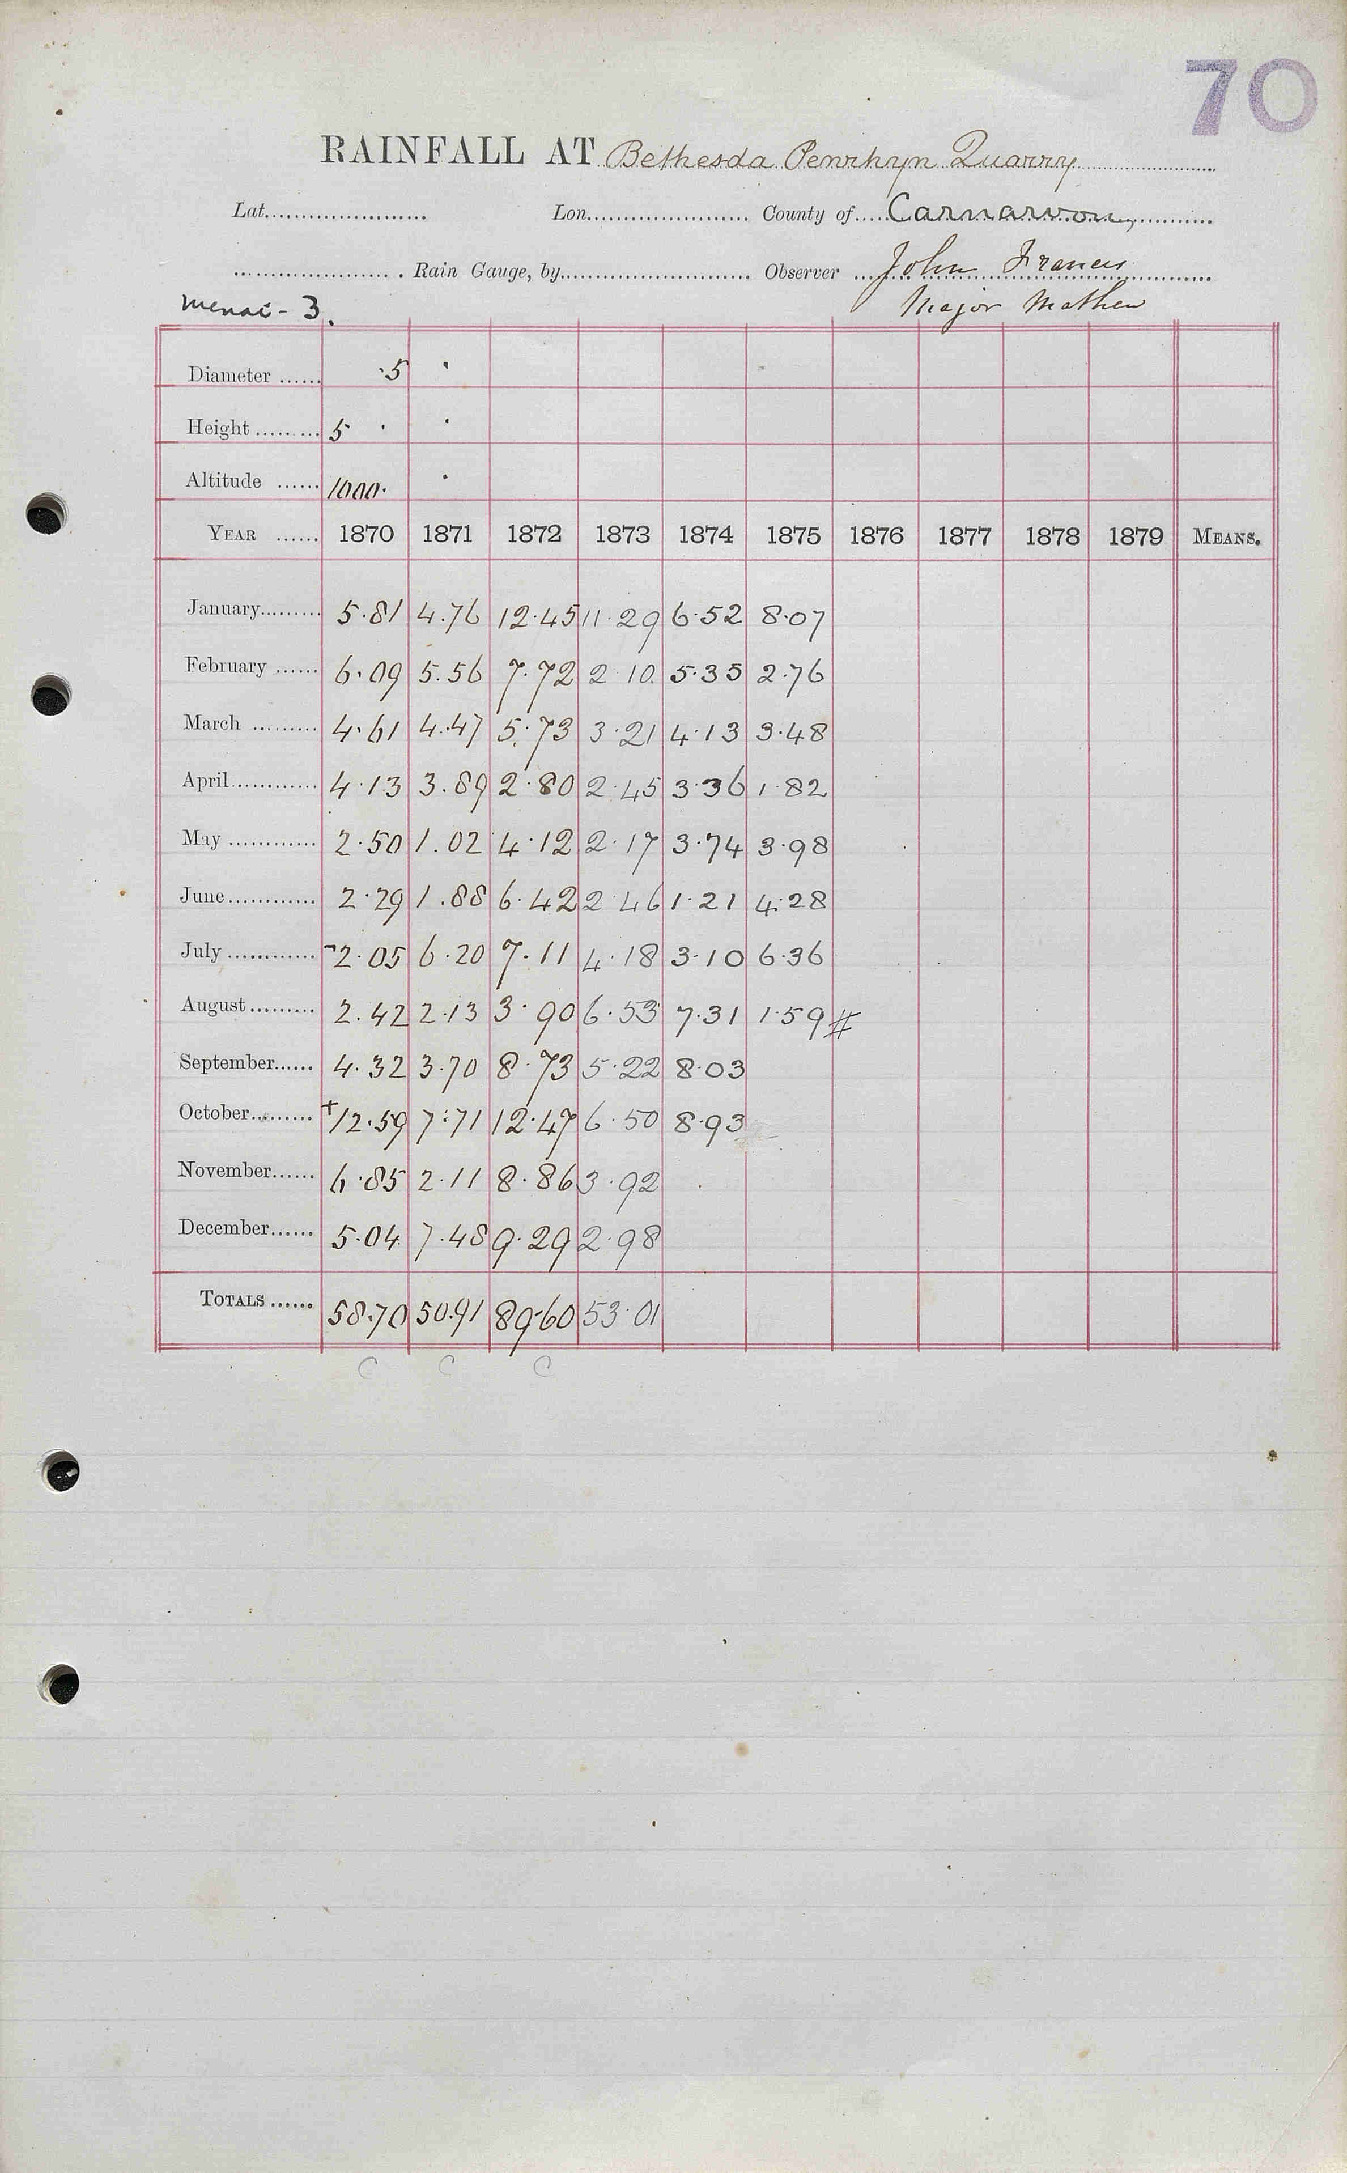 70
RAINFALL AT Bethesda Penrhyn Quarry
Lat. Lon. County of Carnarvon,
Rain Gauge, by Observer John Francis
Menai - 3. Major Mathew
Diameter ...... ·5 ·
Height ......... 5 · ·
Altitude ...... 1000· ·
YEAR ...... 1870 1871 1872 1873 1874 1875 1876 1877 1878 1879 MEANS.
January......... 5·81 4·76 12·45 11·29 6·52 8·07
February ...... 6·09 5.56 7·72 2·10 5·35 2·76
March ......... 4·61 4·47 5·73 3·21 4·13 3·48
April............ 4·13 3.89 2·80 2·45 3·36 1·82
May ............ 2·50 1.02 4·12 2·17 3·74 3·98
June............ 2·29 1.88 6·42 2·46 1·21 4·28
July ............ -2·05 6·20 7·11 4·18 3·10 6·36
August......... 2.42 2·13 3·90 6·53 7·31 1·59 #
September...... 4·32 3·70 8·73 5·22 8·03
October......... +12·59 7·71 12·47 6·50 8·93
November...... 6·85 2·11 8·86 3·92
December...... 5·04 7·48 9·29 2·98
TOTALS ...... 58·70 50·91 89·60 53·01
C C C